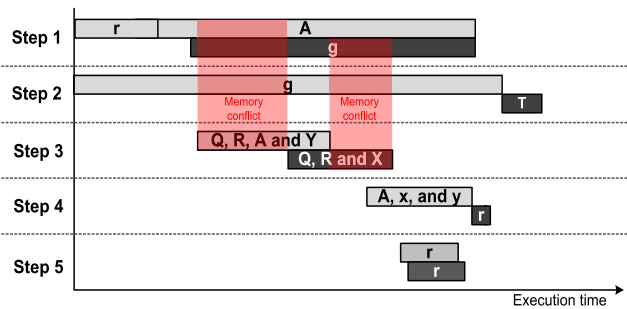 Step 1
r
A
g
Step 2
g
T
Memory
conflict
Memory
conflict
Step 3
Q, R, A and Y
Q, R and X
Step 4
A, x, and y
r
Step 5
r
r
Execution time